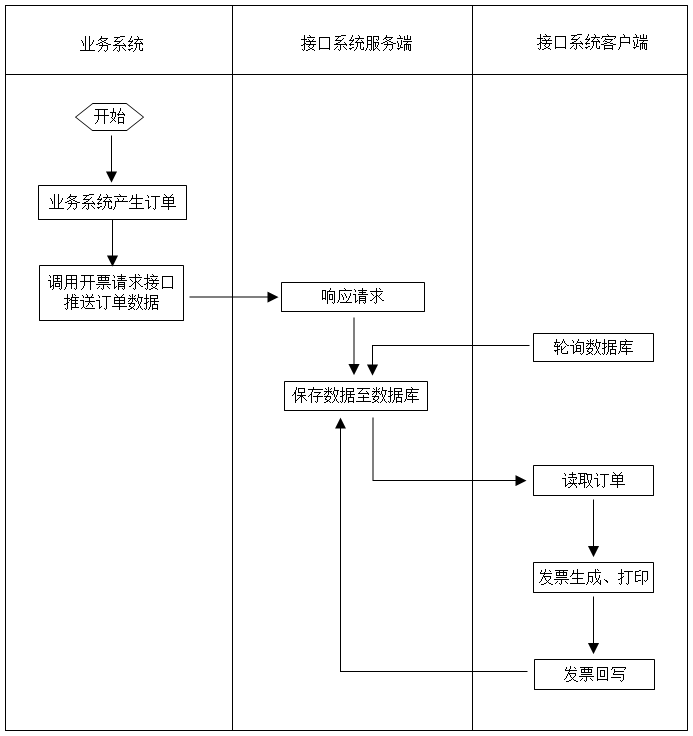 业务系统
接口系统服务端
接口系统客户端
开始
业务系统产生订单
调用开票请求接口
推送订单数据
响应请求
轮询数据库
保存数据至数据库
读取订单
发票生成、打印
发票回写